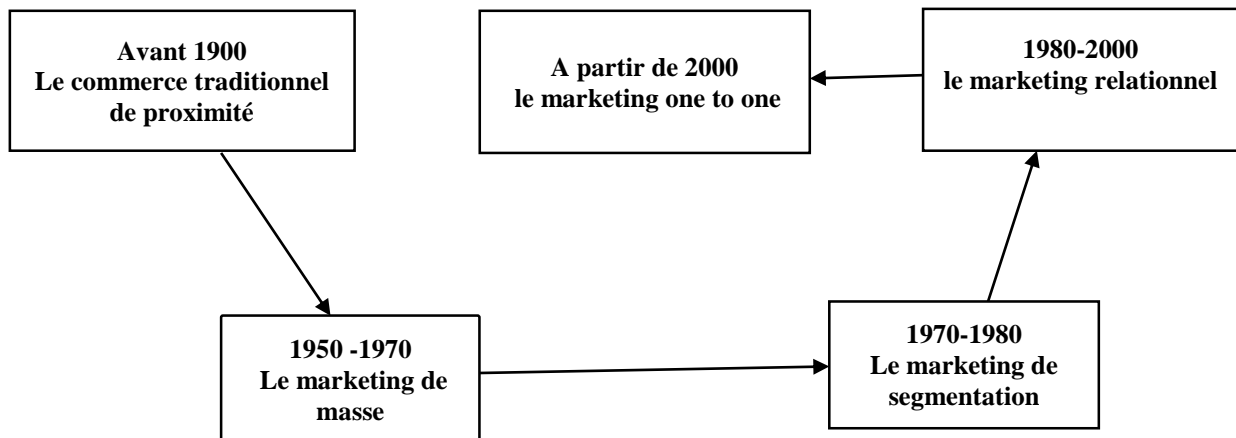 Avant 1900
Le commerce traditionnel
de proximité
1950 -1970
Le marketing de
masse
1970-1980
Le marketing de
segmentation
1980-2000
le marketing relationnel
A partir de 2000
le marketing one to one